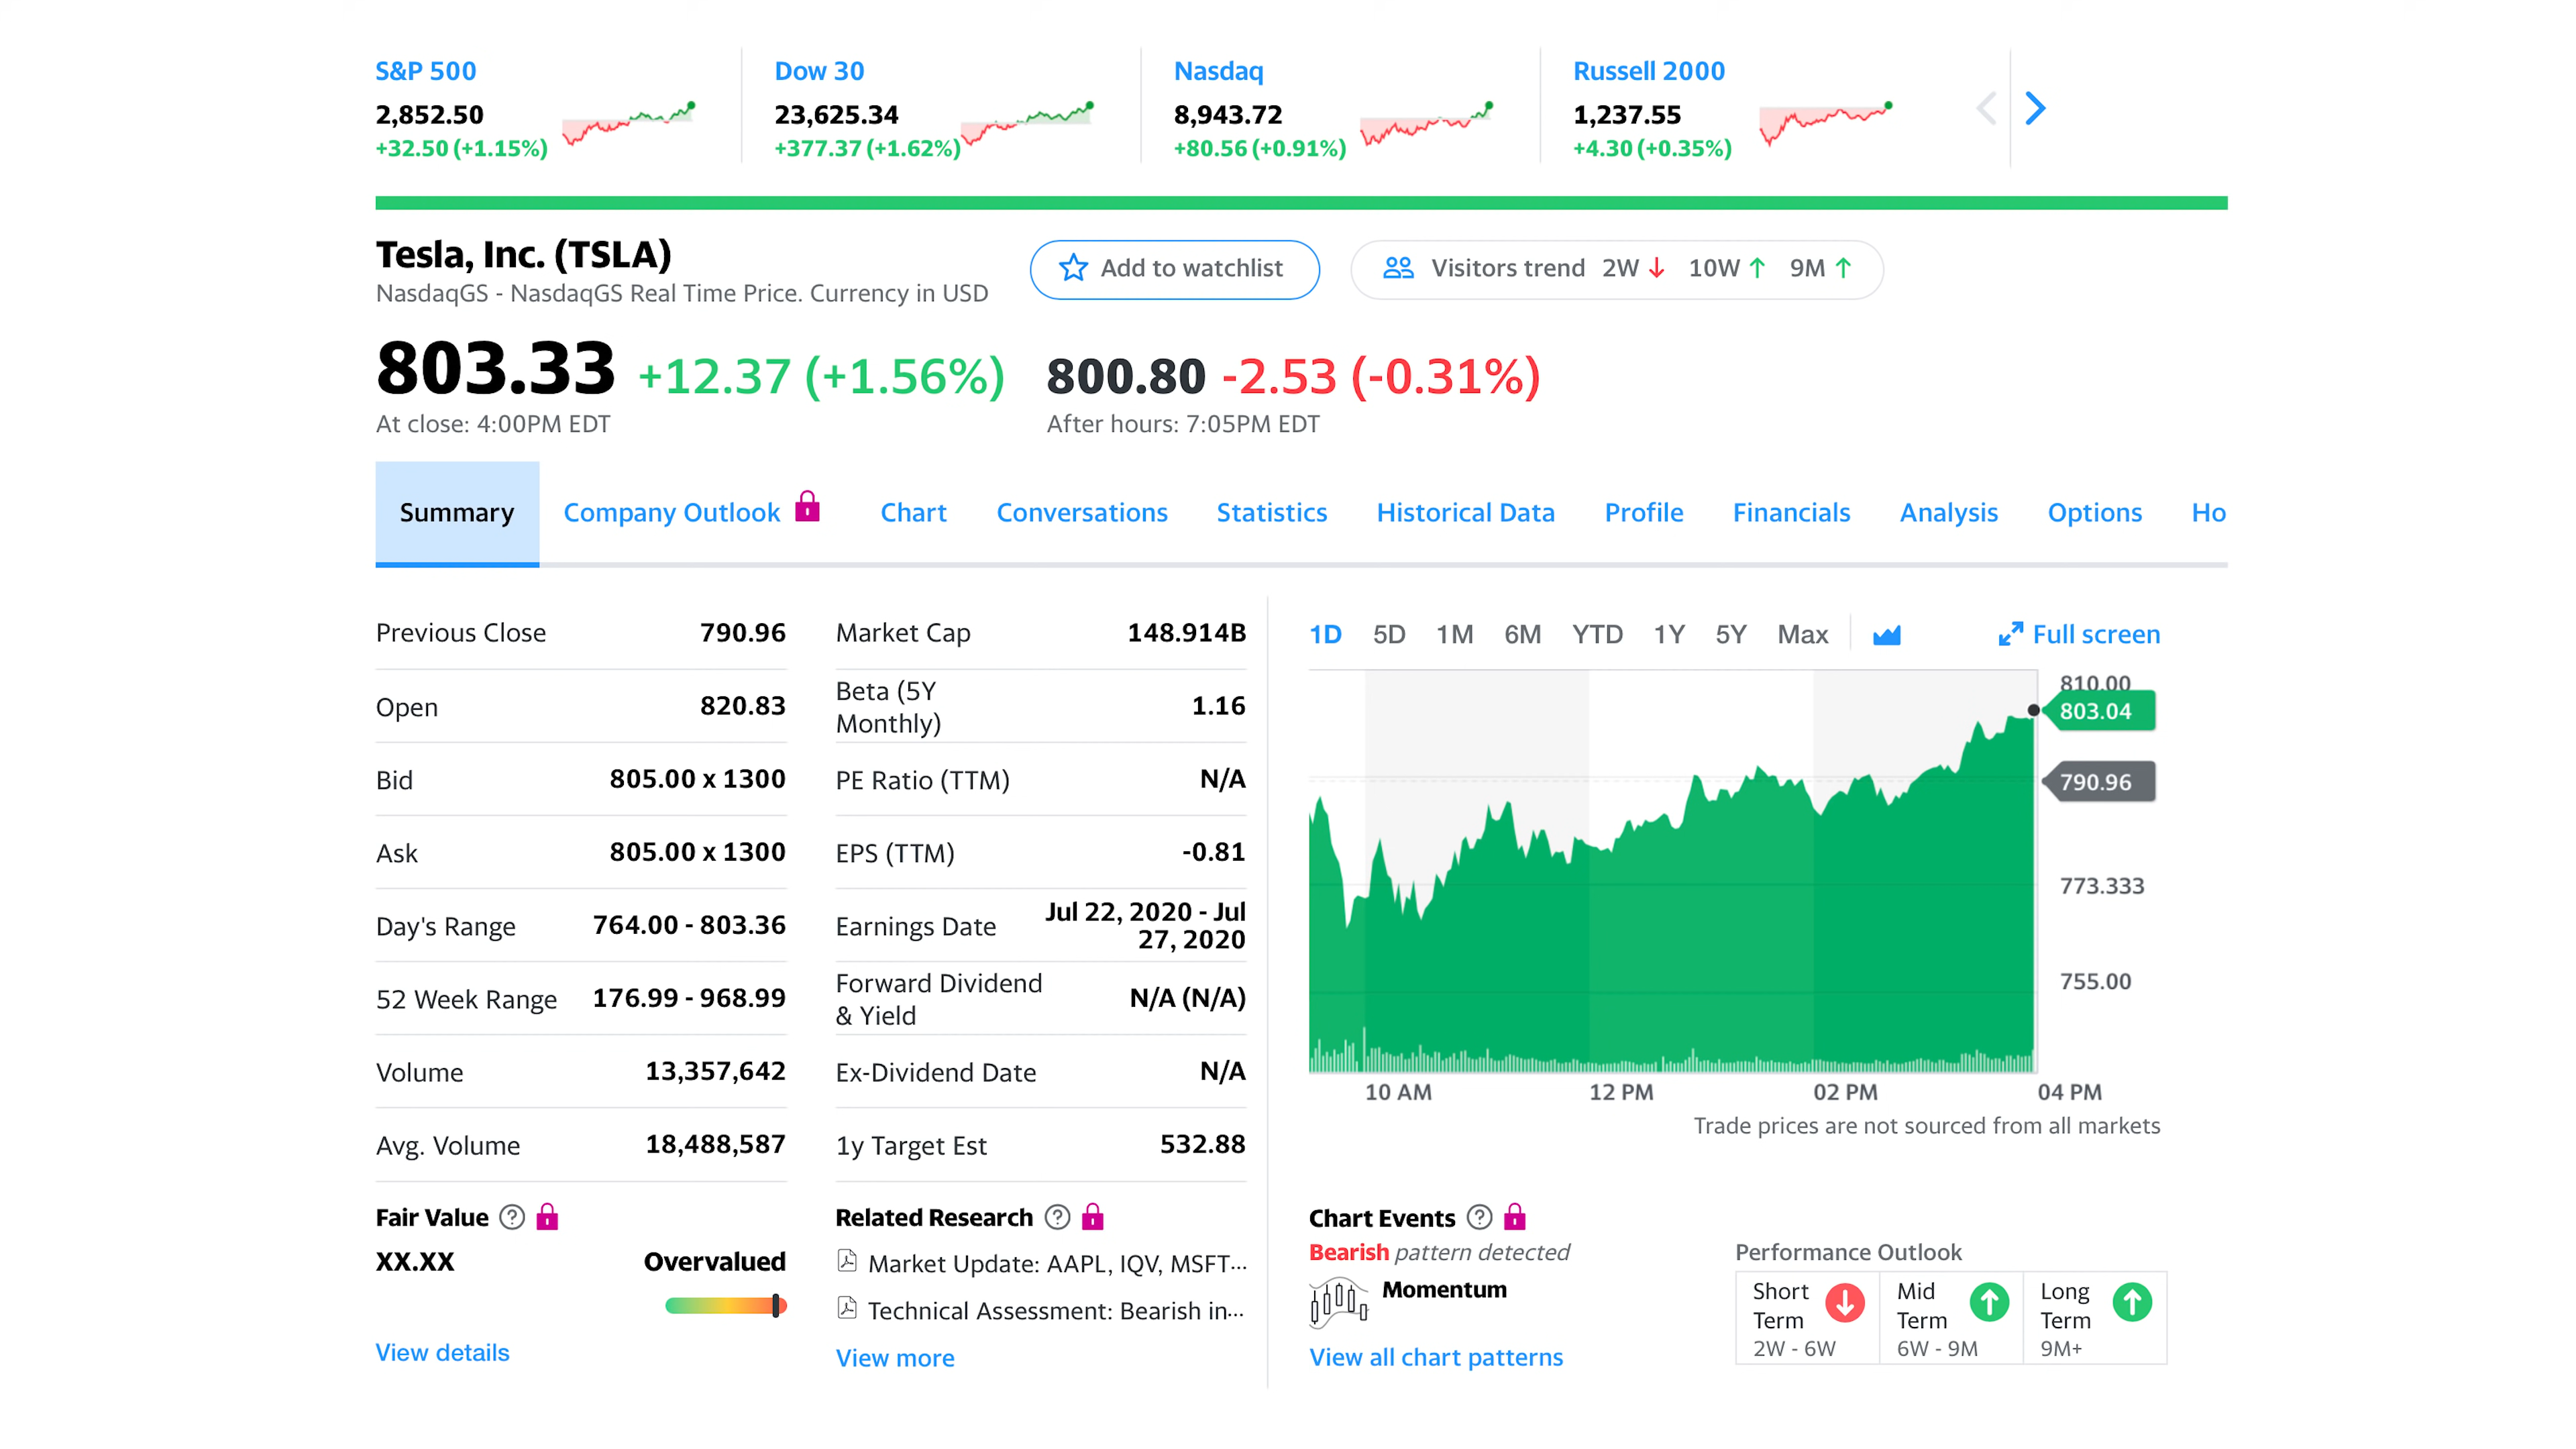 S&P 500
2,852.50
+32.50 (+1.15%)
Dow 30
23,625.34
+377.37 (+1.62%)
Nasdaq
8,943.72
+80.56 (+0.91%)
Russell 2000
1,237.55
+4.30 (+0.35%)
Tesla, Inc. (TSLA)
NasdaqGS - NasdaqGS Real Time Price. Currency in USD
Add to watchlist
Visitors trend 2W 10W 9M
803.33 +12.37 (+1.56%)
At close: 4:00PM EDT
800.80 -2.53 (-0.31%)
After hours: 7:05PM EDT
Summary Company Outlook Chart Conversations Statistics Historical Data Profile Financials Analysis Options Ho
Previous Close 790.96
Open 820.83
Bid 805.00 x 1300
Ask 805.00 x 1300
Day's Range 764.00 - 803.36
52 Week Range 176.99 - 968.99
Volume 13,357,642
Avg. Volume 18,488,587
Market Cap 148.914B
Beta (5Y
Monthly) 1.16
PE Ratio (TTM) N/A
EPS (TTM) -0.81
Earnings Date Jul 22, 2020 - Jul
27, 2020
Forward Dividend
& Yield N/A (N/A)
Ex-Dividend Date N/A
1y Target Est 532.88
1D 5D 1M 6M YTD 1Y 5Y Max Full screen
810.00
803.04
790.96
773.333
755.00
10 AM 12 PM 02 PM 04 PM
Trade prices are not sourced from all markets
Fair Value
XX.XX Overvalued
View details
Related Research
Market Update: AAPL, IQV, MSFT...
Technical Assessment: Bearish in...
View more
Chart Events
Bearish pattern detected
Momentum
View all chart patterns
Performance Outlook
Short
Term
2W - 6W
Mid
Term
6W - 9M
Long
Term
9M+